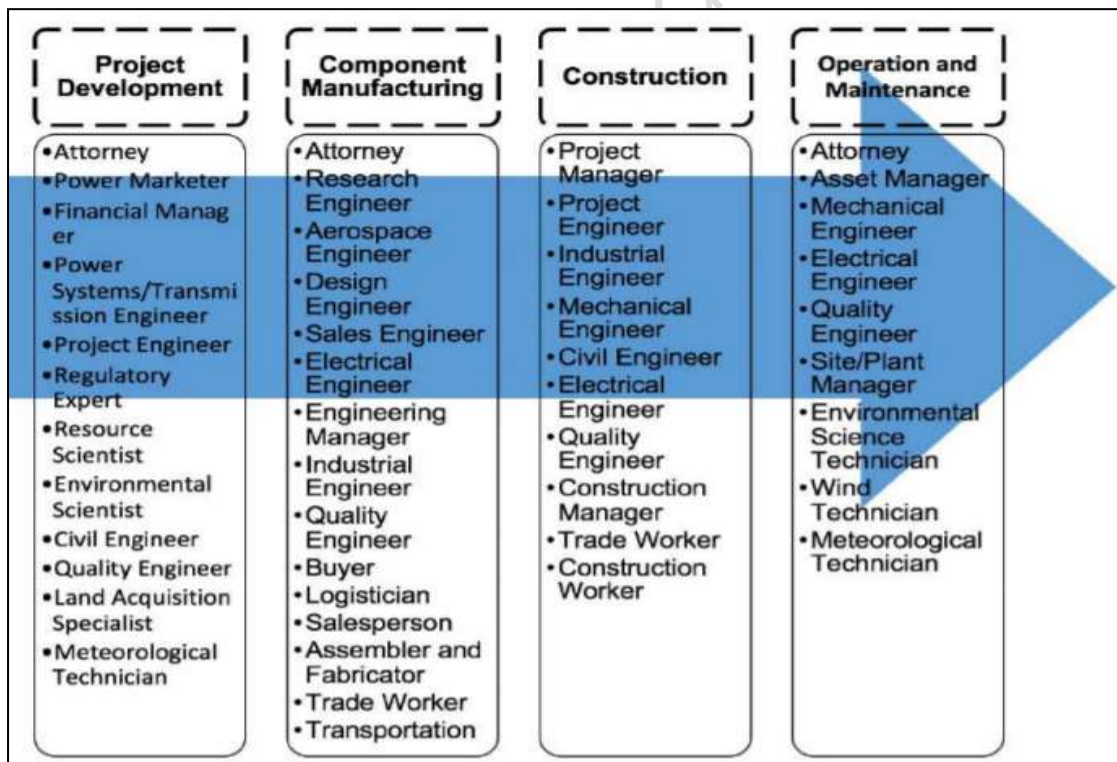 Project
Development
•Attorney
•Power Marketer
•Financial Manag
er
•Power
Systems/Transmi
ssion Engineer
•Project Engineer
•Regulatory
Expert
•Resource
Scientist
•Environmental
Scientist
•Civil Engineer
•Quality Engineer
•Land Acquisition
Specialist
•Meteorological
Technician
Component
Manufacturing
•Attorney
•Research
Engineer
•Aerospace
Engineer
•Design
Engineer
•Sales Engineer
•Electrical
Engineer
•Engineering
Manager
•Industrial
Engineer
•Quality
Engineer
•Buyer
•Logistician
•Salesperson
•Assembler and
Fabricator
•Trade Worker
•Transportation
Construction
•Project
Manager
•Project
Engineer
•Industrial
Engineer
•Mechanical
Engineer
•Civil Engineer
•Electrical
Engineer
•Quality
Engineer
•Construction
Manager
•Trade Worker
•Construction
Worker
Operation and
Maintenance
•Attorney
•Asset Manager
•Mechanical
Engineer
•Electrical
Engineer
•Quality
Engineer
•Site/Plant
Manager
•Environmental
Science
Technician
•Wind
Technician
•Meteorological
Technician